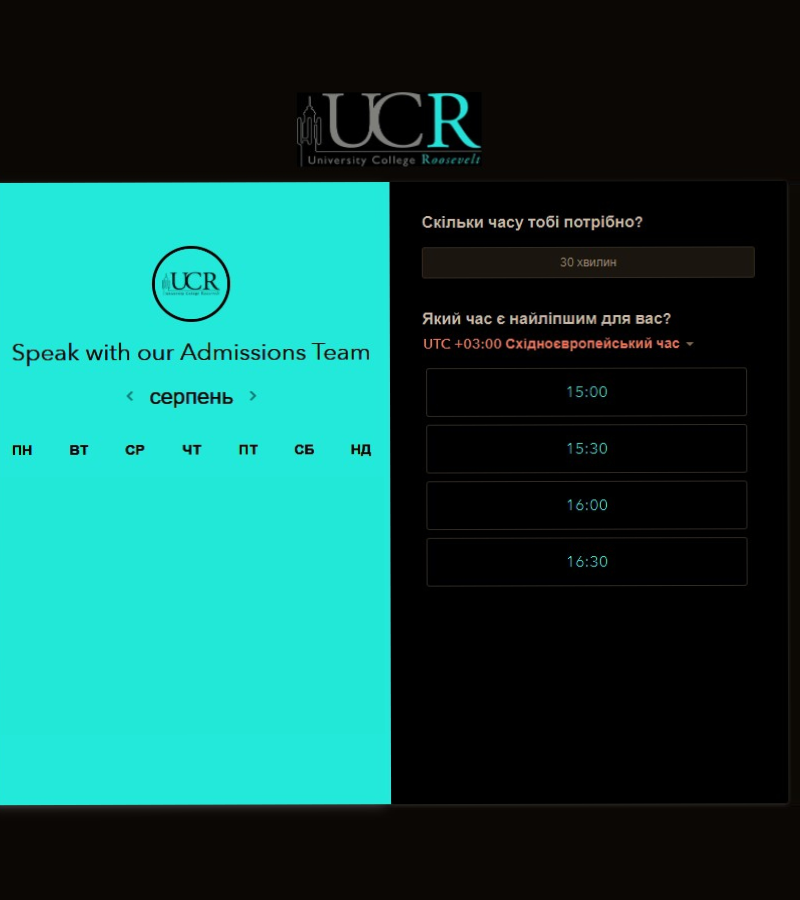 UCR
University College Roosevelt
UCR
University College Roosevelt
Speak with our Admissions Team
серпень
ПН ВТ СР ЧТ ПТ СБ НД
Скільки часу тобі потрібно?
30 хвилин
Який час є найліпшим для вас?
UTC +03:00 Східноєвропейський час
15:00
15:30
16:00
16:30